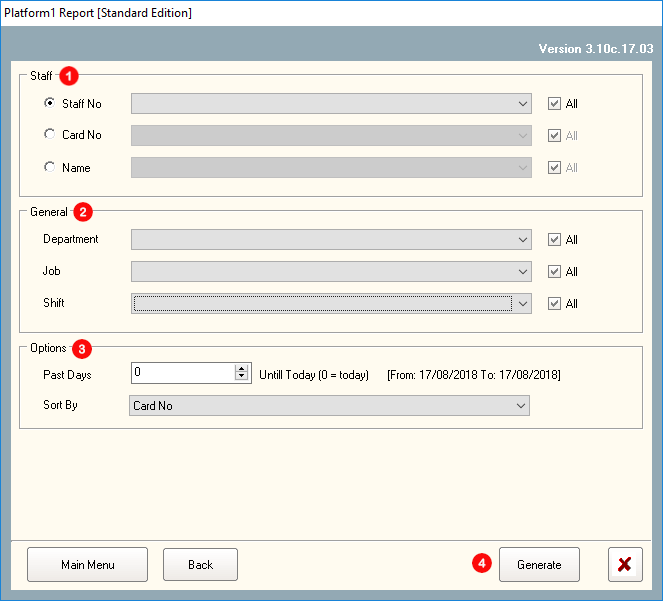 Platform1 Report [Standard Edition]
Version 3.10c.17.03
Staff 1
Staff No All
Card No All
Name All
General 2
Department All
Job All
Shift All
Options 3
Past Days 0 Untill Today (0 = today) [From: 17/08/2018 To: 17/08/2018]
Sort By Card No
Main Menu Back 4 Generate